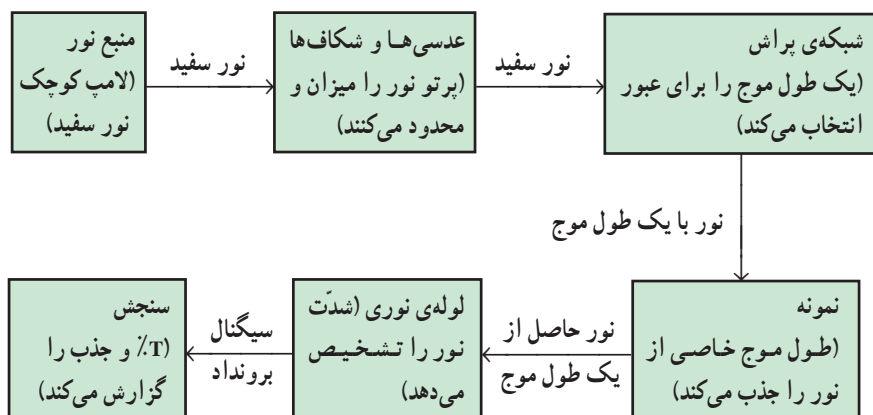 منبع نور
(لامپ کوچک
نور سفید)
نور سفید
عدسی‌ها و شکاف‌ها
(پرتو نور را میزان و
محدود می‌کنند)
نور سفید
شبکه‌ی پراش
(یک طول موج را برای عبور
انتخاب می‌کند)
نور با یک طول موج
نمونه
(طول موج خاصی از
نور را جذب می‌کند)
نور حاصل از
یک طول موج
لوله‌ی نوری (شدّت
نور را تشخیص
می‌دهد)
سیگنال
برونداد
سنجش
(T٪ و جذب را
گزارش می‌کند)